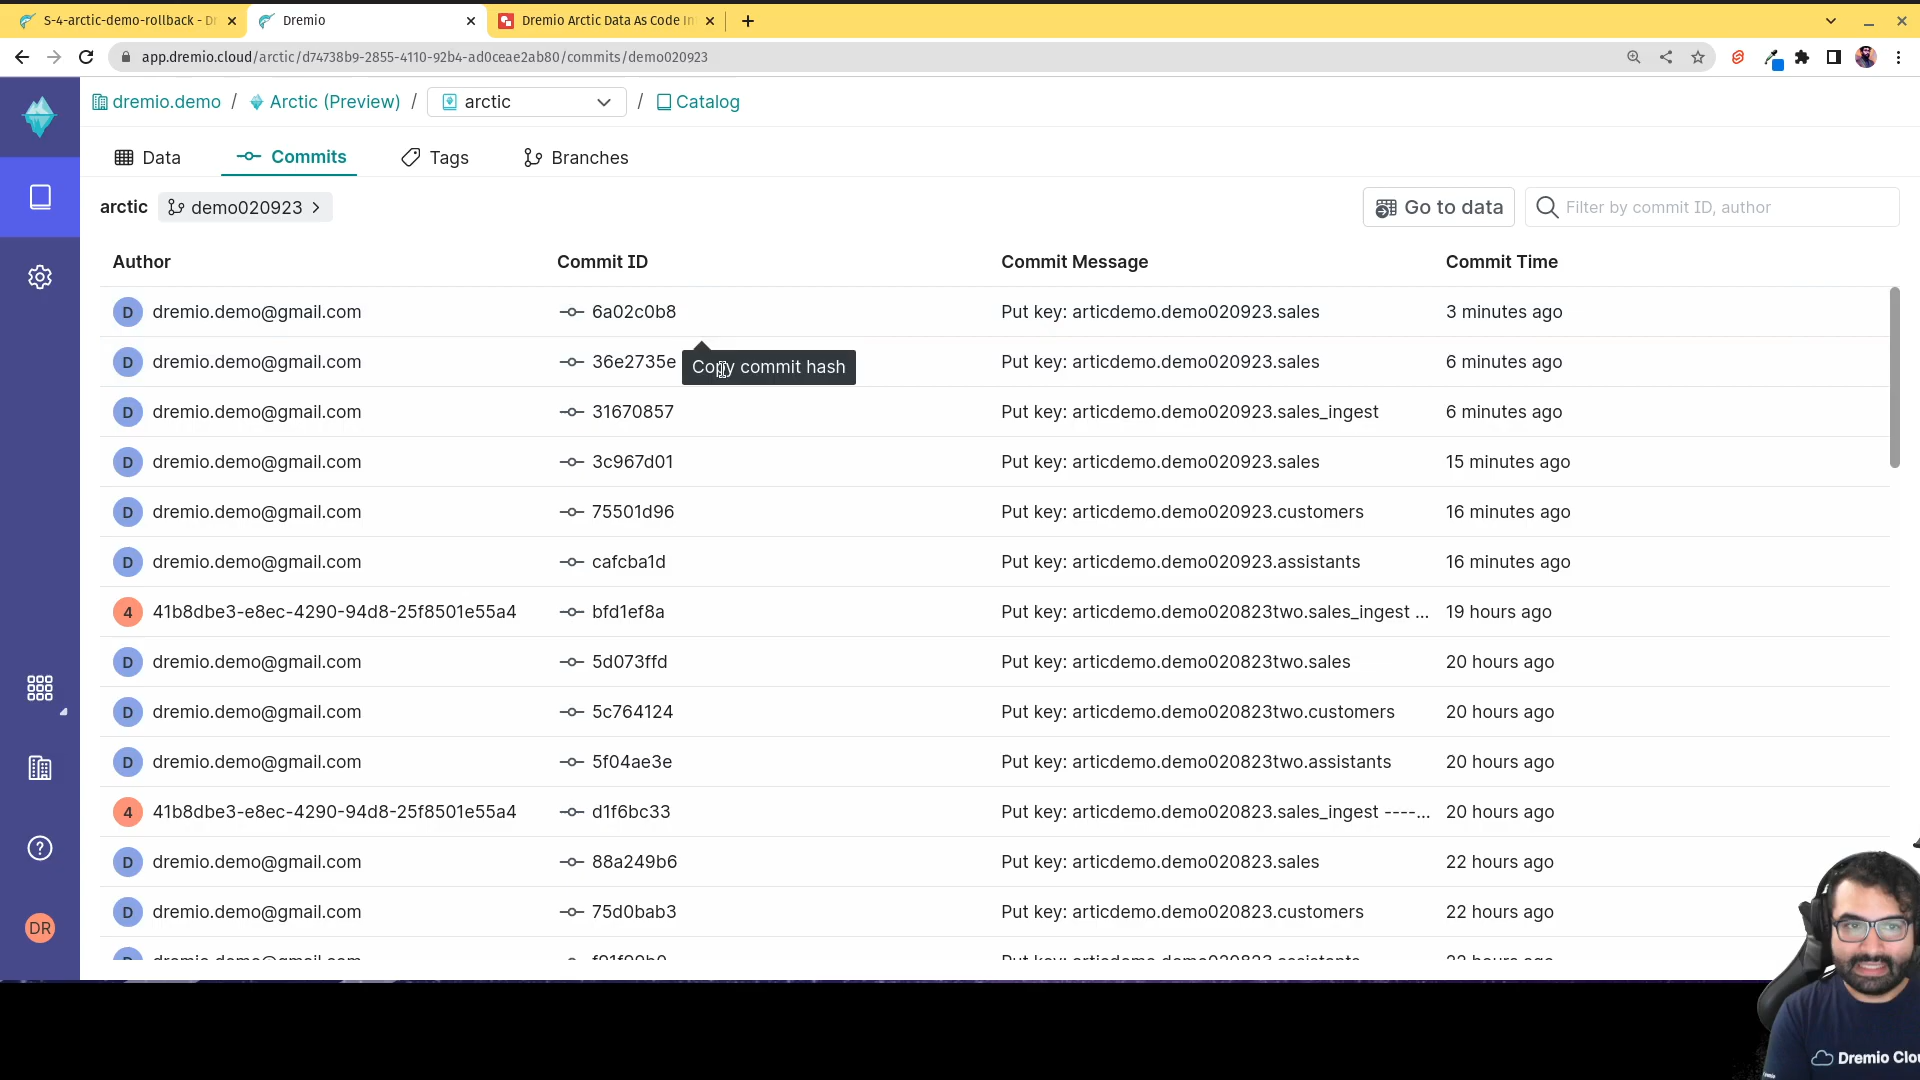 S-4-arctic-demo-rollback - Dr
Dremio
Dremio Arctic Data As Code In
app.dremio.cloud/arctic/d74738b9-2855-4110-92b4-ad0ceae2ab80/commits/demo020923
dremio.demo / Arctic (Preview) / arctic / Catalog
Data Commits Tags Branches
arctic demo020923 Go to data Filter by commit ID, author
Author Commit ID Commit Message Commit Time
D dremio.demo@gmail.com 6a02c0b8 Put key: articdemo.demo020923.sales 3 minutes ago
D dremio.demo@gmail.com 36e2735e Put key: articdemo.demo020923.sales 6 minutes ago
Copy commit hash
D dremio.demo@gmail.com 31670857 Put key: articdemo.demo020923.sales_ingest 6 minutes ago
D dremio.demo@gmail.com 3c967d01 Put key: articdemo.demo020923.sales 15 minutes ago
D dremio.demo@gmail.com 75501d96 Put key: articdemo.demo020923.customers 16 minutes ago
D dremio.demo@gmail.com cafcba1d Put key: articdemo.demo020923.assistants 16 minutes ago
4 41b8dbe3-e8ec-4290-94d8-25f8501e55a4 bfd1ef8a Put key: articdemo.demo020823two.sales_ingest ... 19 hours ago
D dremio.demo@gmail.com 5d073ffd Put key: articdemo.demo020823two.sales 20 hours ago
D dremio.demo@gmail.com 5c764124 Put key: articdemo.demo020823two.customers 20 hours ago
D dremio.demo@gmail.com 5f04ae3e Put key: articdemo.demo020823two.assistants 20 hours ago
4 41b8dbe3-e8ec-4290-94d8-25f8501e55a4 d1f6bc33 Put key: articdemo.demo020823.sales_ingest ----... 20 hours ago
D dremio.demo@gmail.com 88a249b6 Put key: articdemo.demo020823.sales 22 hours ago
D dremio.demo@gmail.com 75d0bab3 Put key: articdemo.demo020823.customers 22 hours ago
DR
Dremio Clou